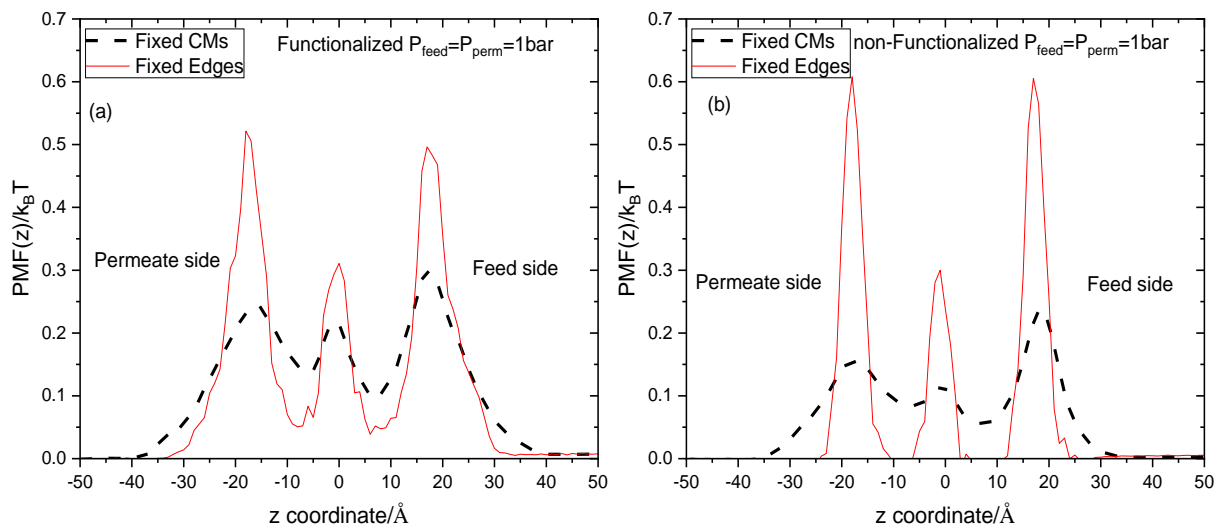 0.7
0.6
0.5
0.4
0.3
0.2
0.1
0.0
PMF(z)/k_BT
Fixed CMs
Fixed Edges
Functionalized P_feed=P_perm=1bar
(a)
Permeate side
Feed side
-50 -40 -30 -20 -10 0 10 20 30 40 50
z coordinate/Å
0.7
0.6
0.5
0.4
0.3
0.2
0.1
0.0
PMF(z)/k_BT
Fixed CMs
Fixed Edges
non-Functionalized P_feed=P_perm=1bar
(b)
Permeate side
Feed side
-50 -40 -30 -20 -10 0 10 20 30 40 50
z coordinate/Å